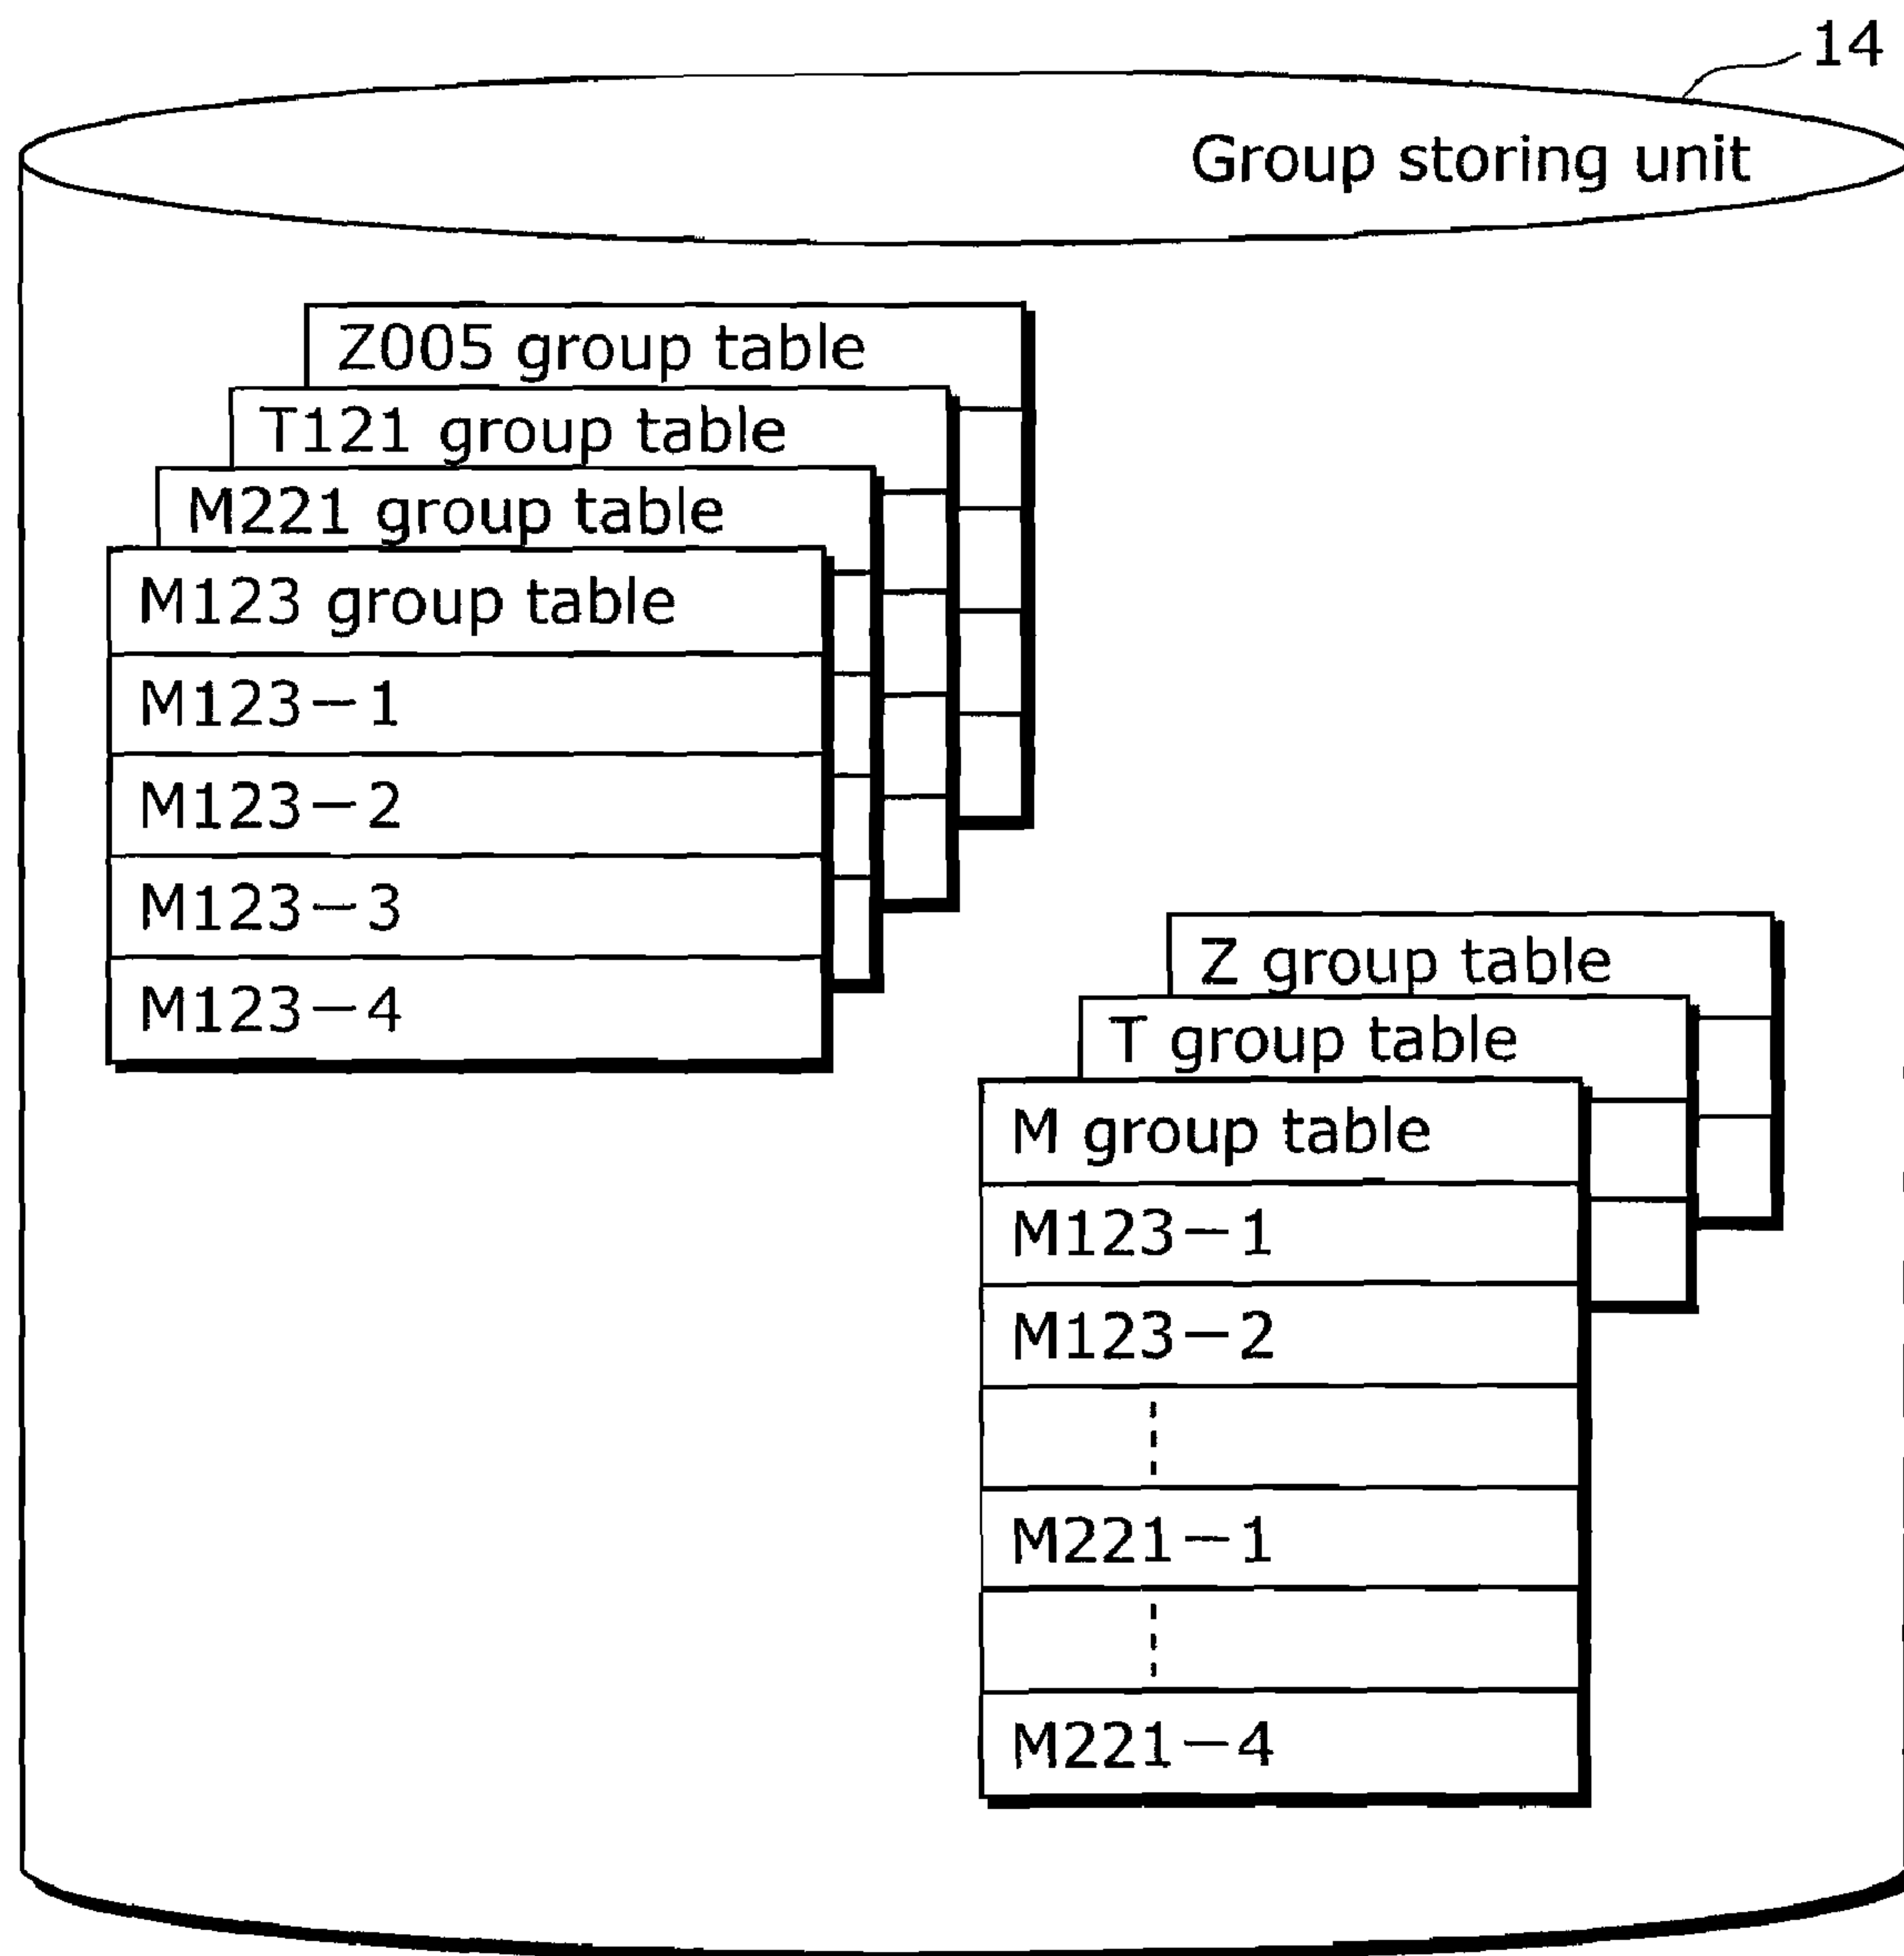 14
Group storing unit
Z005 group table
T121 group table
M221 group table
M123 group table
M123−1
M123−2
M123−3
M123−4
Z group table
T group table
M group table
M123−1
M123−2
M221−1
M221−4